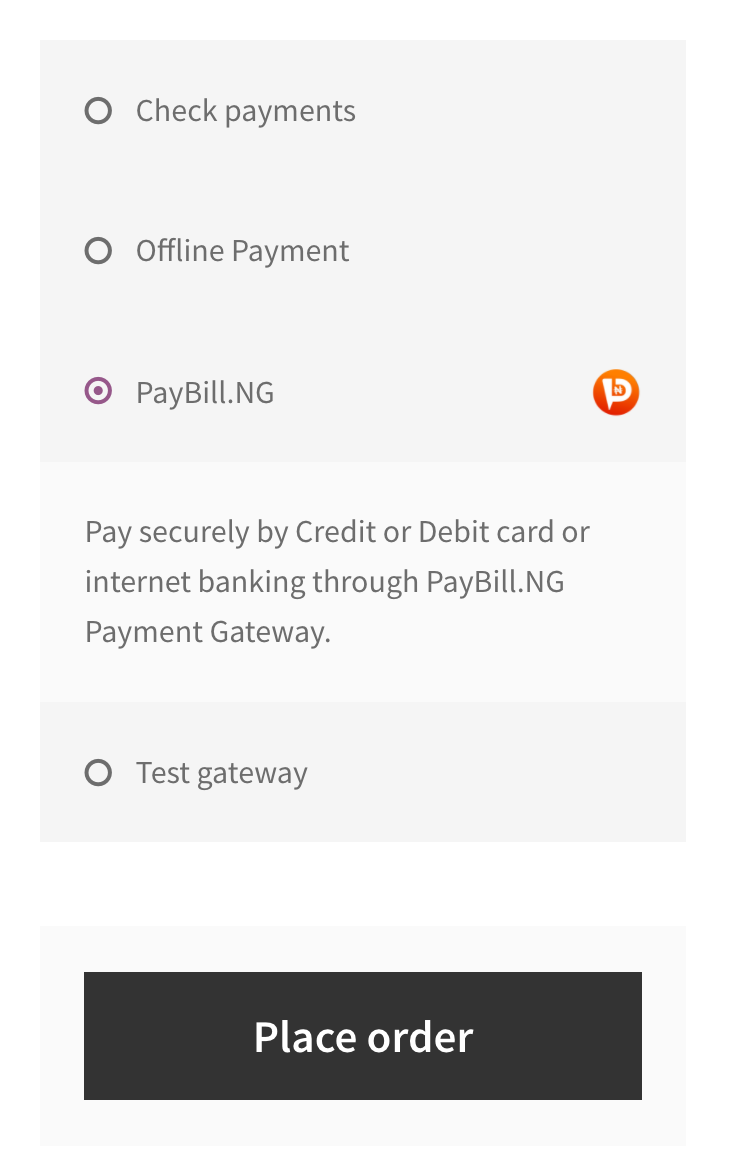 Check payments
Offline Payment
PayBill.NG
Pay securely by Credit or Debit card or
internet banking through PayBill.NG
Payment Gateway.
Test gateway
Place order